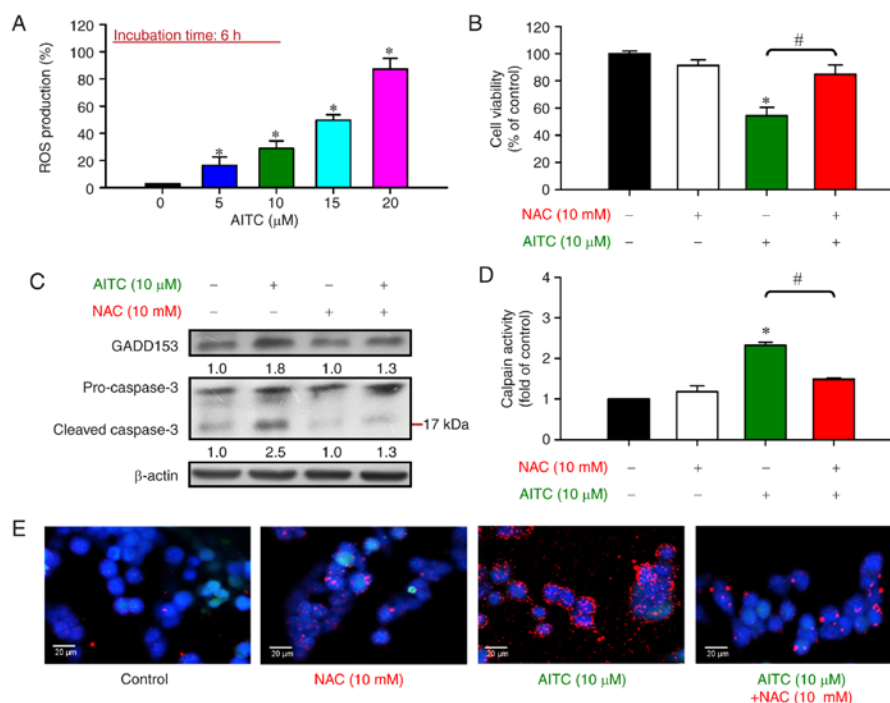 A
Incubation time: 6 h
ROS production (%)
120
100
80
60
40
20
0
*
*
*
*
0 5 10 15 20
AITC (μM)
B
Cell viability
(% of control)
120
100
80
60
40
20
0
*
#
NAC (10 mM) – + – +
AITC (10 μM) – – + +
C
AITC (10 μM) – + – +
NAC (10 mM) – – + +
GADD153
1.0 1.8 1.0 1.3
Pro-caspase-3
Cleaved caspase-3
17 kDa
1.0 2.5 1.0 1.3
β-actin
D
Calpain activity
(fold of control)
4
3
2
1
0
*
#
NAC (10 mM) – + – +
AITC (10 μM) – – + +
E
20 μm
20 μm
20 μm
20 μm
Control
NAC (10 mM)
AITC (10 μM)
AITC (10 μM)
+NAC (10 mM)